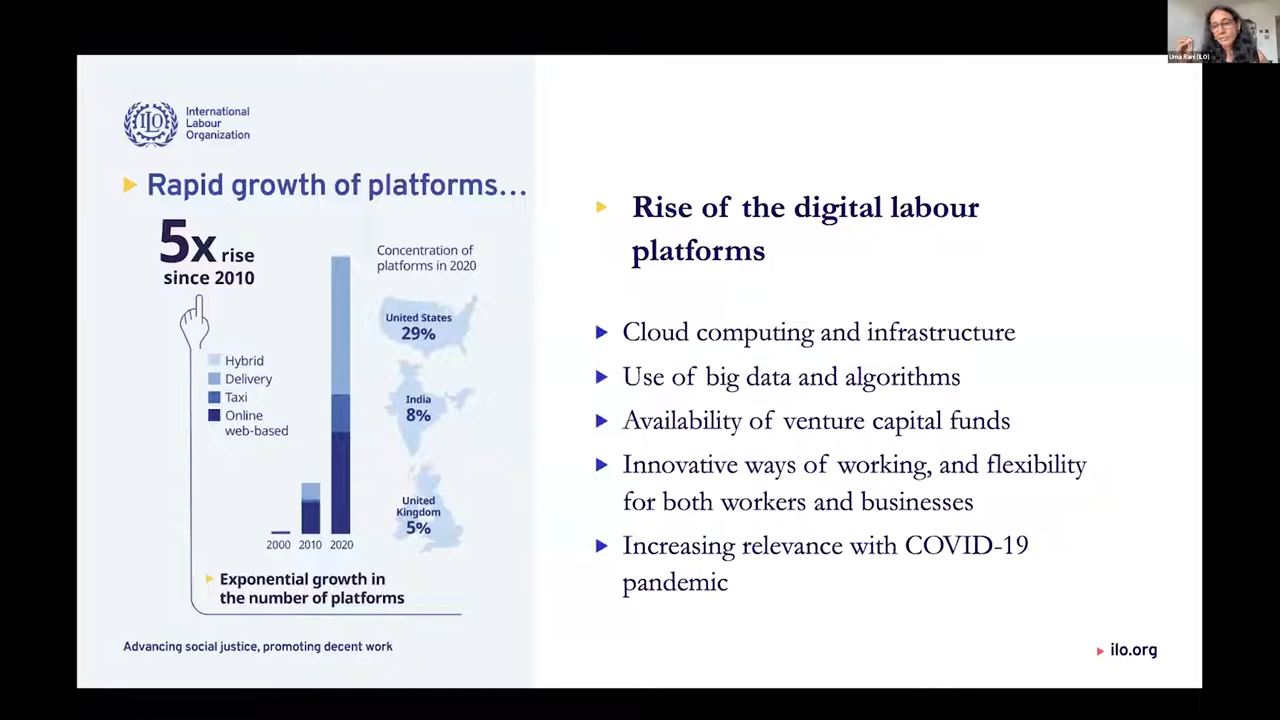 Uma Rani (ILO)
ILO
International
Labour
Organization
Rapid growth of platforms...
5x rise
since 2010
Concentration of
platforms in 2020
United States
29%
India
8%
United
Kingdom
5%
Hybrid
Delivery
Taxi
Online
web-based
2000 2010 2020
Exponential growth in
the number of platforms
Advancing social justice, promoting decent work
Rise of the digital labour
platforms
Cloud computing and infrastructure
Use of big data and algorithms
Availability of venture capital funds
Innovative ways of working, and flexibility
for both workers and businesses
Increasing relevance with COVID-19
pandemic
ilo.org